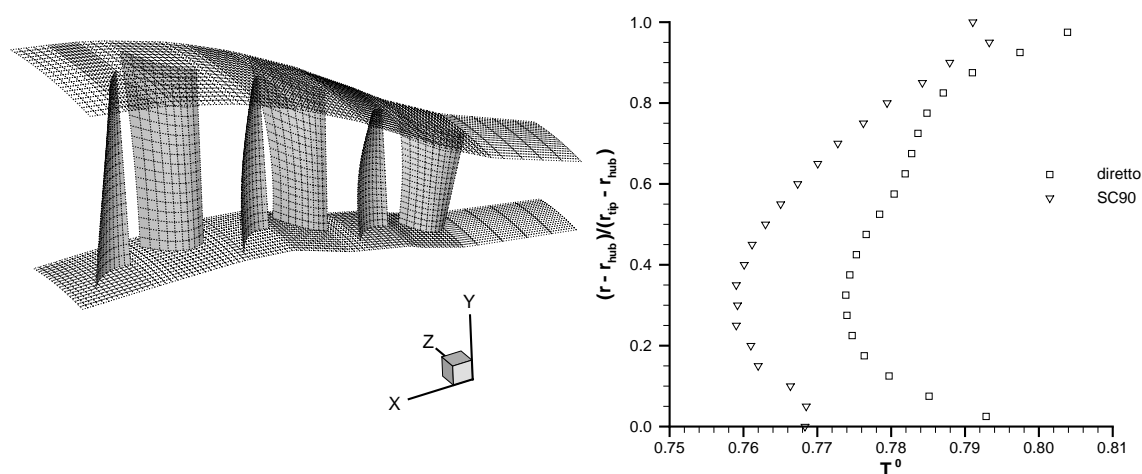 Y
Z
X
(r - r_hub)/(r_tip - r_hub)
1.0
0.8
0.6
0.4
0.2
0.0
0.75 0.76 0.77 0.78 0.79 0.80 0.81
T⁰
diretto
SC90